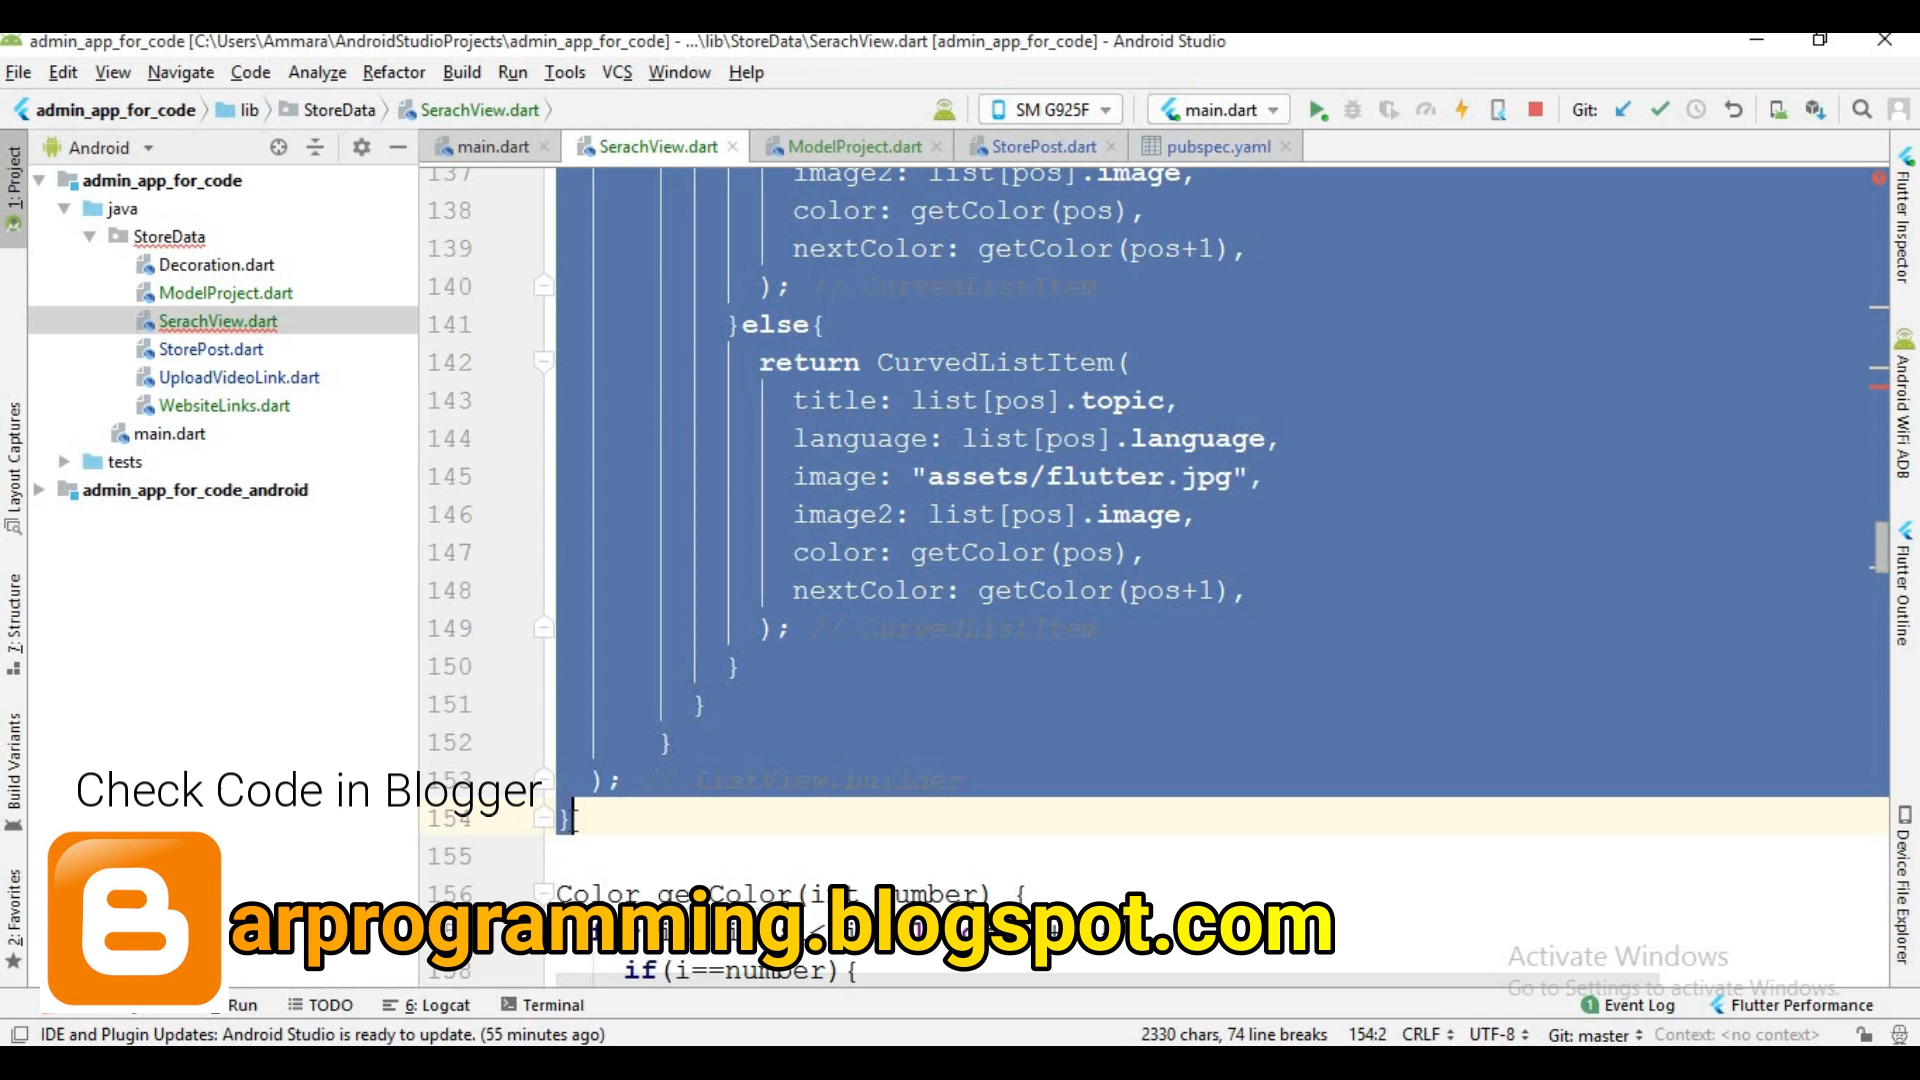 admin_app_for_code [C:\Users\Ammara\AndroidStudioProjects\admin_app_for_code] - ...\lib\StoreData\SerachView.dart [admin_app_for_code] - Android Studio
File Edit View Navigate Code Analyze Refactor Build Run Tools VCS Window Help
admin_app_for_code lib StoreData SerachView.dart SM G925F main.dart Git:
Android main.dart SerachView.dart ModelProject.dart StorePost.dart pubspec.yaml
admin_app_for_code
java
StoreData
Decoration.dart
ModelProject.dart
SerachView.dart
StorePost.dart
UploadVideoLink.dart
WebsiteLinks.dart
main.dart
tests
admin_app_for_code_android
1: Project
Layout Captures
7: Structure
Build Variants
2: Favorites
137 image2: list[pos].image,
138 color: getColor(pos),
139 nextColor: getColor(pos+1),
140 ); // CurvedListItem
141 }else{
142 return CurvedListItem(
143 title: list[pos].topic,
144 language: list[pos].language,
145 image: "assets/flutter.jpg",
146 image2: list[pos].image,
147 color: getColor(pos),
148 nextColor: getColor(pos+1),
149 ); // CurvedListItem
150 }
151 }
152 }
153 ); // ListView.builder
154 }
155
156 Color getColor(int number) {
158 if(i==number){
Flutter Inspector
Android WiFi ADB
Flutter Outline
Device File Explorer
Check Code in Blogger
arprogramming.blogspot.com
Activate Windows
Go to Settings to activate Windows.
Run TODO 6: Logcat Terminal 1 Event Log Flutter Performance
IDE and Plugin Updates: Android Studio is ready to update. (55 minutes ago) 2330 chars, 74 line breaks 154:2 CRLF UTF-8 Git: master Context: <no context>